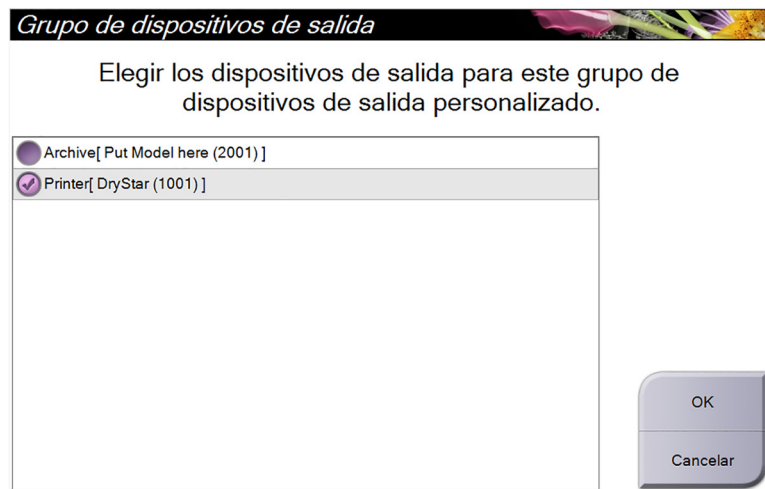 Grupo de dispositivos de salida
Elegir los dispositivos de salida para este grupo de
dispositivos de salida personalizado.
Archive[ Put Model here (2001) ]
Printer[ DryStar (1001) ]
OK
Cancelar